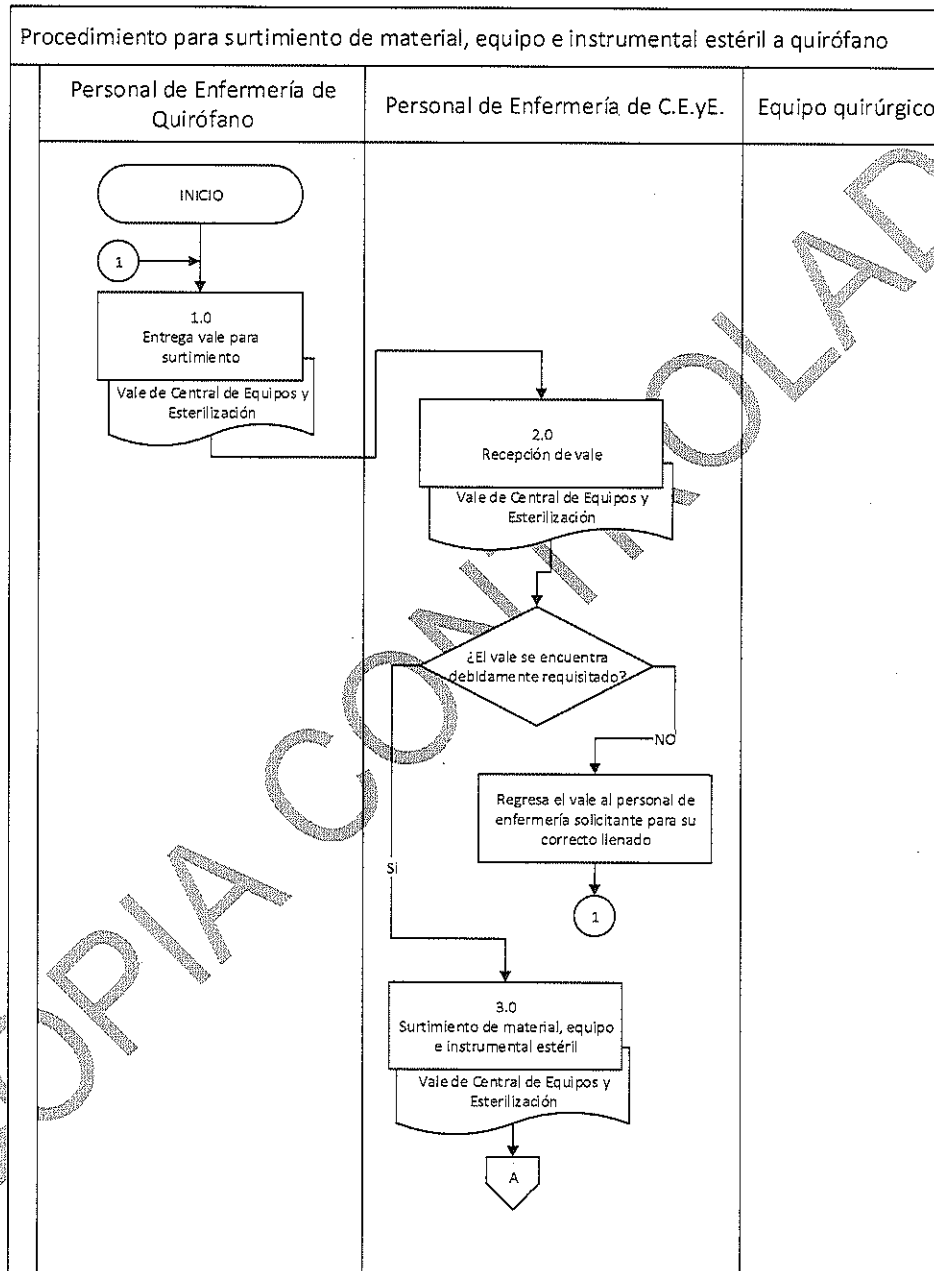 Procedimiento para surtimiento de material, equipo e instrumental estéril a quirófano
Personal de Enfermería de
Quirófano
Personal de Enfermería de C.E.yE.
Equipo quirúrgico
INICIO
1
1.0
Entrega vale para
surtimiento
Vale de Central de Equipos y
Esterilización
2.0
Recepción de vale
Vale de Central de Equipos y
Esterilización
¿El vale se encuentra
debidamente requisitado?
NO
Regresa el vale al personal de
enfermería solicitante para su
correcto llenado
Si
1
3.0
Surtimiento de material, equipo
e instrumental estéril
Vale de Central de Equipos y
Esterilización
A
OPIA CONTROLAD